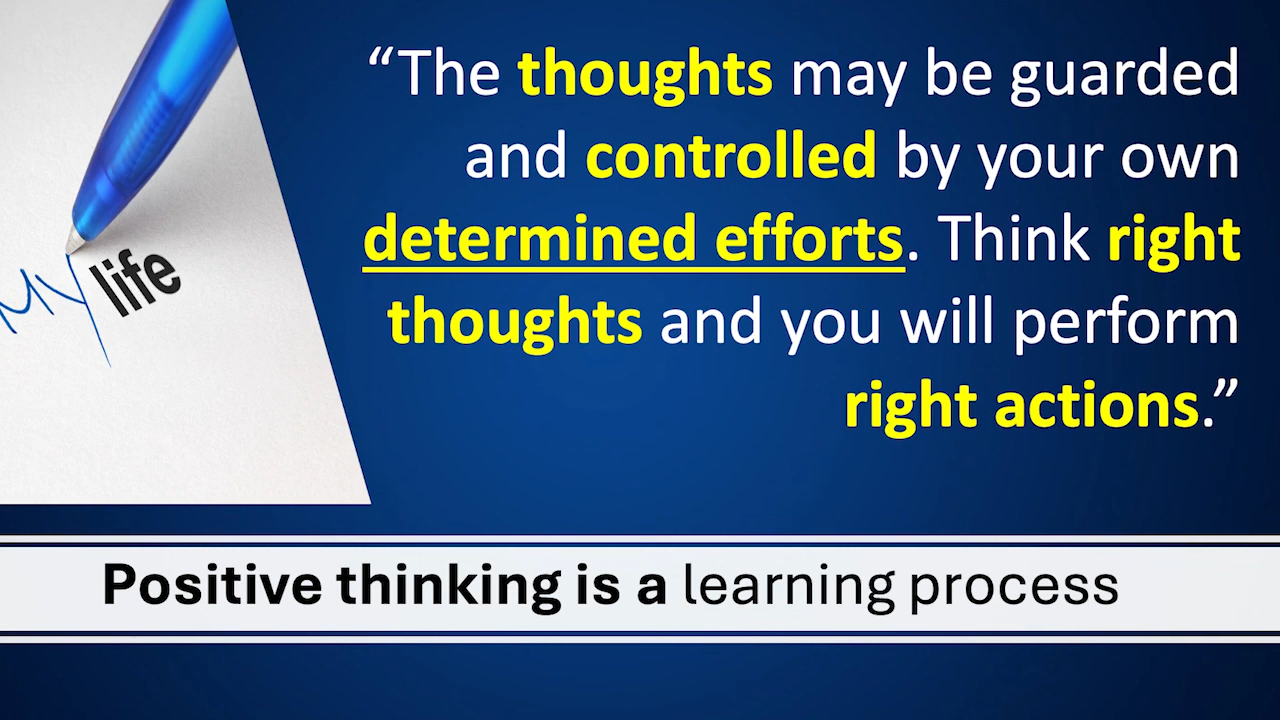 “The thoughts may be guarded
and controlled by your own
determined efforts. Think right
thoughts and you will perform
right actions.”
My life
Positive thinking is a learning process